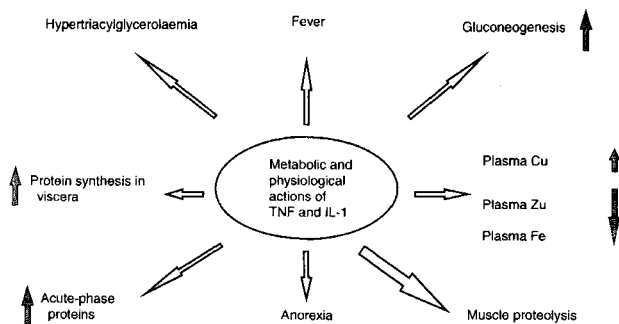 Hypertriacylglycerolaemia
Fever
Gluconeogenesis
Protein synthesis in
viscera
Metabolic and
physiological
actions of
TNF and IL-1
Plasma Cu
Plasma Zu
Plasma Fe
Acute-phase
proteins
Anorexia
Muscle proteolysis